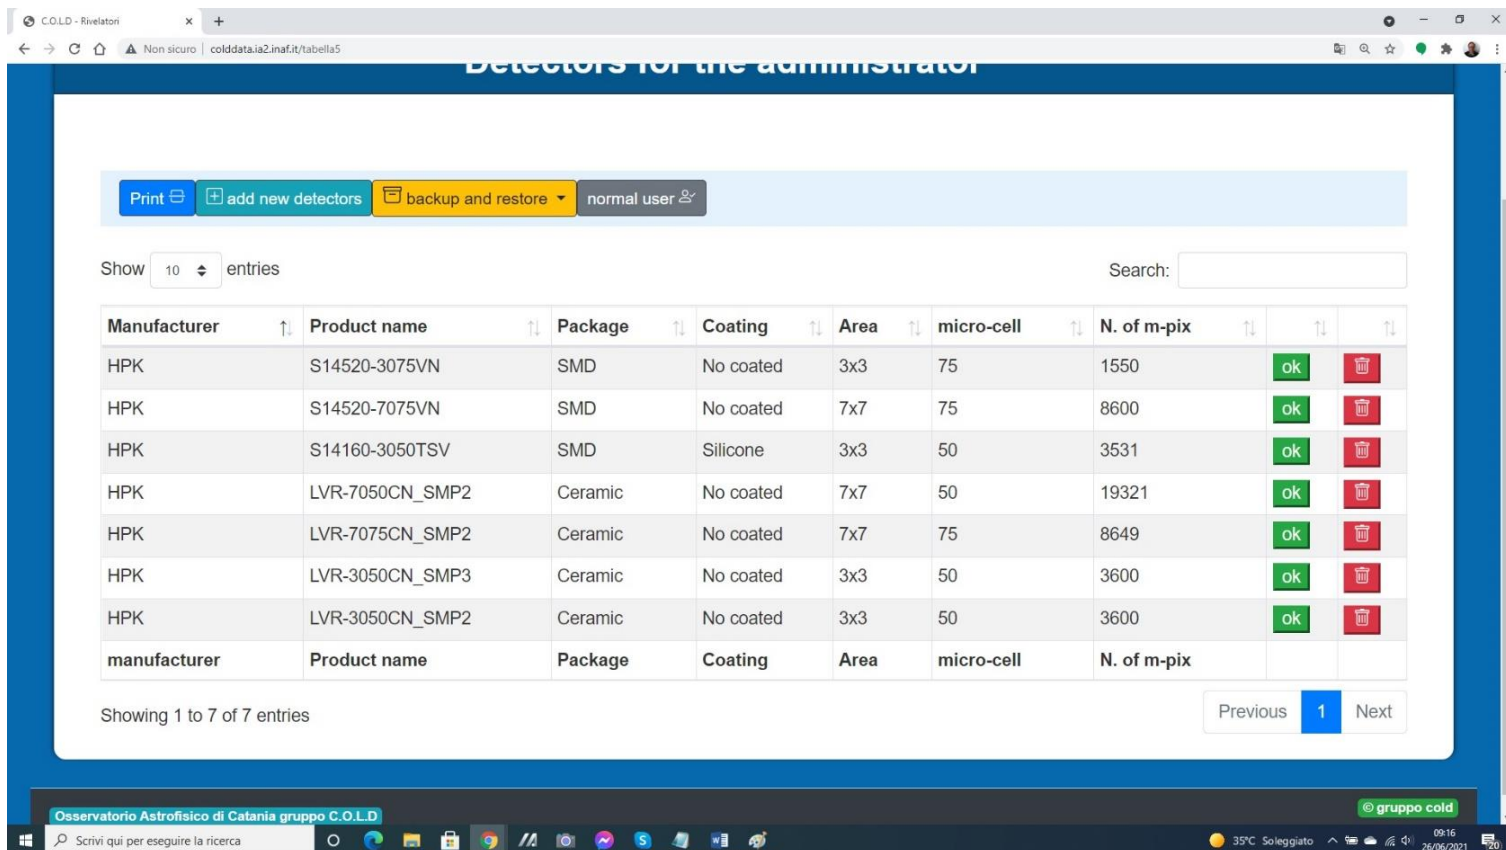 C.O.L.D - Rivelatori
Non sicuro | colddata.ia2.inaf.it/tabella5
Detectors for the administrator
Print add new detectors backup and restore normal user
Show 10 entries Search:
Manufacturer Product name Package Coating Area micro-cell N. of m-pix
HPK S14520-3075VN SMD No coated 3x3 75 1550 ok
HPK S14520-7075VN SMD No coated 7x7 75 8600 ok
HPK S14160-3050TSV SMD Silicone 3x3 50 3531 ok
HPK LVR-7050CN_SMP2 Ceramic No coated 7x7 50 19321 ok
HPK LVR-7075CN_SMP2 Ceramic No coated 7x7 75 8649 ok
HPK LVR-3050CN_SMP3 Ceramic No coated 3x3 50 3600 ok
HPK LVR-3050CN_SMP2 Ceramic No coated 3x3 50 3600 ok
manufacturer Product name Package Coating Area micro-cell N. of m-pix
Showing 1 to 7 of 7 entries Previous 1 Next
Osservatorio Astrofisico di Catania gruppo C.O.L.D © gruppo cold
Scrivi qui per eseguire la ricerca 35°C Soleggiato 09:16
26/06/2021